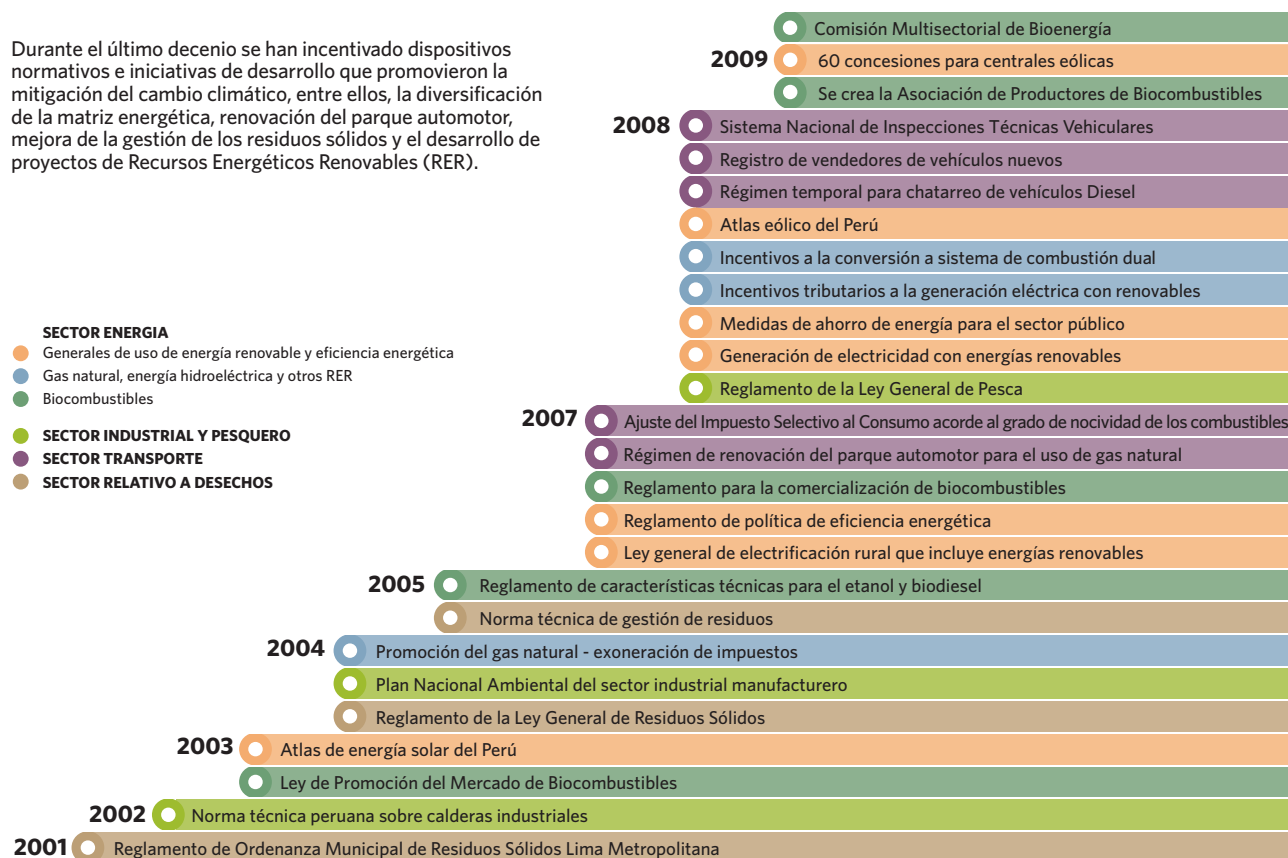 Durante el último decenio se han incentivado dispositivos
normativos e iniciativas de desarrollo que promovieron la
mitigación del cambio climático, entre ellos, la diversificación
de la matriz energética, renovación del parque automotor,
mejora de la gestión de los residuos sólidos y el desarrollo de
proyectos de Recursos Energéticos Renovables (RER).
SECTOR ENERGIA
Generales de uso de energía renovable y eficiencia energética
Gas natural, energía hidroeléctrica y otros RER
Biocombustibles
SECTOR INDUSTRIAL Y PESQUERO
SECTOR TRANSPORTE
SECTOR RELATIVO A DESECHOS
Comisión Multisectorial de Bioenergía
2009 60 concesiones para centrales eólicas
Se crea la Asociación de Productores de Biocombustibles
2008 Sistema Nacional de Inspecciones Técnicas Vehiculares
Registro de vendedores de vehículos nuevos
Régimen temporal para chatarreo de vehículos Diesel
Atlas eólico del Perú
Incentivos a la conversión a sistema de combustión dual
Incentivos tributarios a la generación eléctrica con renovables
Medidas de ahorro de energía para el sector público
Generación de electricidad con energías renovables
Reglamento de la Ley General de Pesca
2007 Ajuste del Impuesto Selectivo al Consumo acorde al grado de nocividad de los combustibles
Régimen de renovación del parque automotor para el uso de gas natural
Reglamento para la comercialización de biocombustibles
Reglamento de política de eficiencia energética
Ley general de electrificación rural que incluye energías renovables
2005 Reglamento de características técnicas para el etanol y biodiesel
Norma técnica de gestión de residuos
2004 Promoción del gas natural - exoneración de impuestos
Plan Nacional Ambiental del sector industrial manufacturero
Reglamento de la Ley General de Residuos Sólidos
2003 Atlas de energía solar del Perú
Ley de Promoción del Mercado de Biocombustibles
2002 Norma técnica peruana sobre calderas industriales
2001 Reglamento de Ordenanza Municipal de Residuos Sólidos Lima Metropolitana